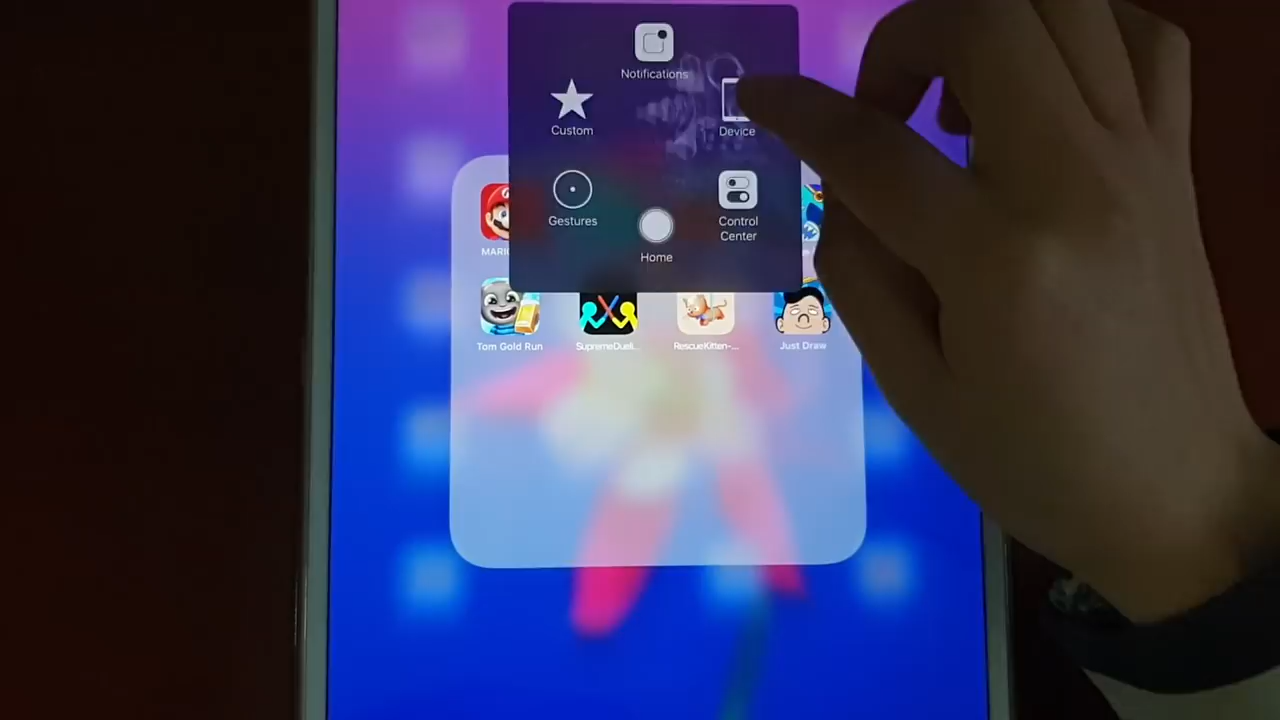 Notifications
Custom
Device
Gestures
Control
Center
Home
Tom Gold Run
SupremeDueli...
RescueKitten-...
Just Draw